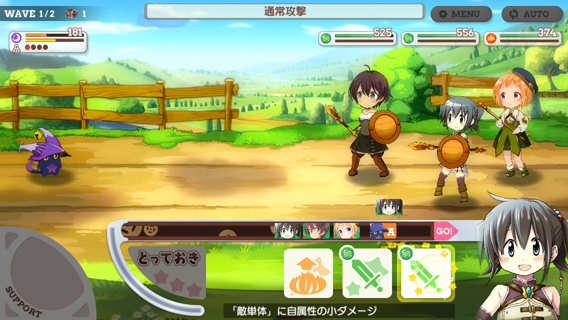 WAVE 1/2
1
通常攻撃
MENU
AUTO
181
A
525
556
374
GO!
とっておき
SUPPORT
「敵単体」に自属性の小ダメージ